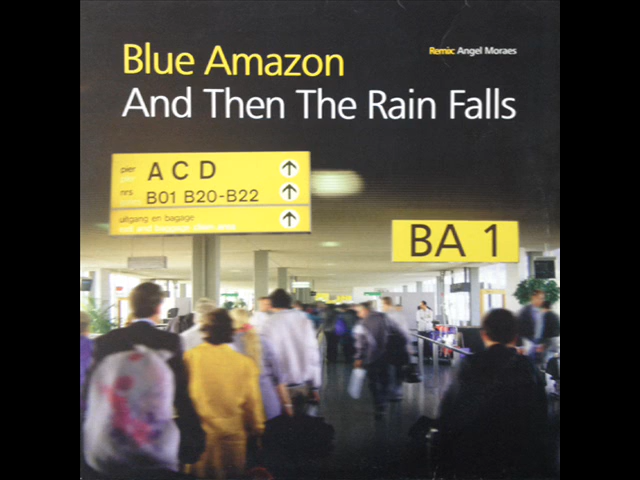 Blue Amazon
Remix: Angel Moraes
And Then The Rain Falls
pier
A C D
nrs
B01 B20-B22
uitgang en bagage
BA 1